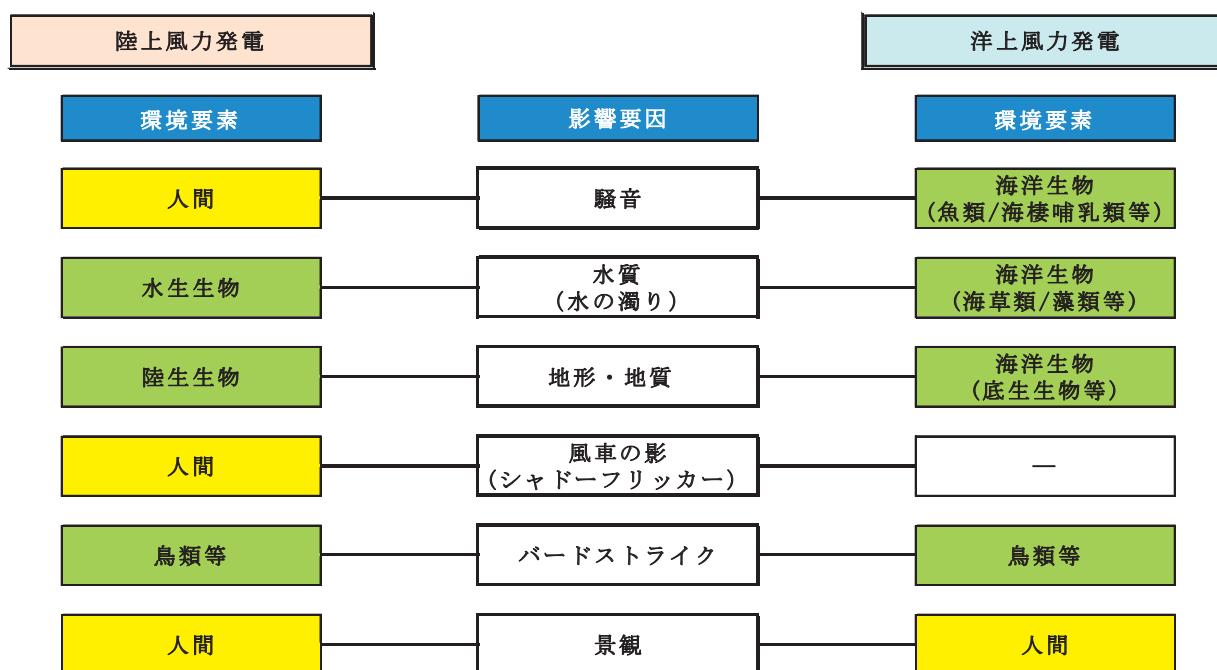 陸上風力発電
洋上風力発電
環境要素
影響要因
環境要素
人間
騒音
海洋生物
(魚類/海棲哺乳類等)
水生生物
水質
(水の濁り)
海洋生物
(海草類/藻類等)
陸生生物
地形・地質
海洋生物
(底生生物等)
人間
風車の影
(シャドーフリッカー)
―
鳥類等
バードストライク
鳥類等
人間
景観
人間